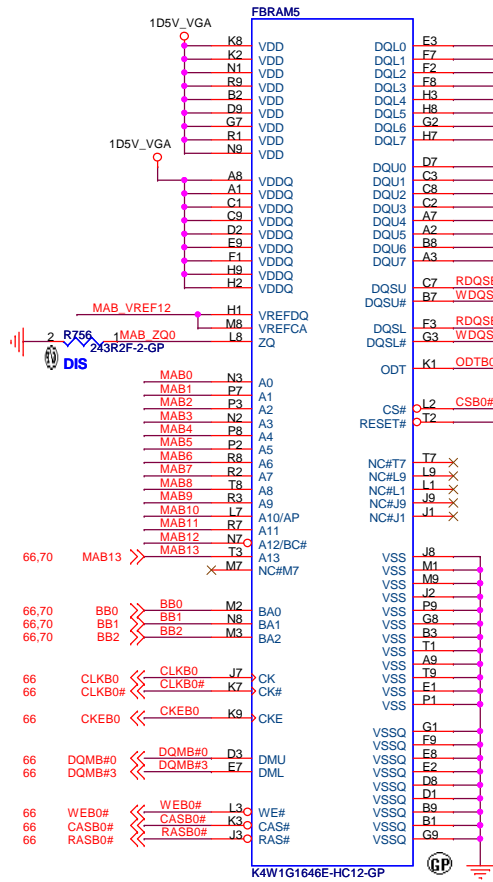 FBRAM5
1D5V_VGA
K8 VDD
K2 VDD
N1 VDD
R9 VDD
B2 VDD
D9 VDD
G7 VDD
R1 VDD
N9 VDD
1D5V_VGA
A8 VDDQ
A1 VDDQ
C1 VDDQ
C9 VDDQ
D2 VDDQ
E9 VDDQ
F1 VDDQ
H9 VDDQ
H2 VDDQ
MAB_VREF12 H1 VREFDQ
M8 VREFCA
2 R756 1 MAB_ZQ0 L8 ZQ
243R2F-2-GP
DIS
MAB0 N3 A0
MAB1 P7 A1
MAB2 P3 A2
MAB3 N2 A3
MAB4 P8 A4
MAB5 P2 A5
MAB6 R8 A6
MAB7 R2 A7
MAB8 T8 A8
MAB9 R3 A9
MAB10 L7 A10/AP
MAB11 R7 A11
MAB12 N7 A12/BC#
66,70 MAB13 MAB13 T3 A13
M7 NC#M7
66,70 BB0 BB0 M2 BA0
66,70 BB1 BB1 N8 BA1
66,70 BB2 BB2 M3 BA2
66 CLKB0 CLKB0 J7 CK
66 CLKB0# CLKB0# K7 CK#
66 CKEB0 CKEB0 K9 CKE
66 DQMB#0 DQMB#0 D3 DMU
66 DQMB#3 DQMB#3 E7 DML
66 WEB0# WEB0# L3 WE#
66 CASB0# CASB0# K3 CAS#
66 RASB0# RASB0# J3 RAS#
DQL0 E3
DQL1 F7
DQL2 F2
DQL3 F8
DQL4 H3
DQL5 H8
DQL6 G2
DQL7 H7
DQU0 D7
DQU1 C3
DQU2 C8
DQU3 C2
DQU4 A7
DQU5 A2
DQU6 B8
DQU7 A3
DQSU C7 RDQSB
DQSU# B7 WDQSB
DQSL F3 RDQSB
DQSL# G3 WDQSB
ODT K1 ODTB0
CS# L2 CSB0#
RESET# T2
NC#T7 T7
NC#L9 L9
NC#L1 L1
NC#J9 J9
NC#J1 J1
VSS J8
VSS M1
VSS M9
VSS J2
VSS P9
VSS G8
VSS B3
VSS T1
VSS A9
VSS T9
VSS E1
VSS P1
VSSQ G1
VSSQ F9
VSSQ E8
VSSQ E2
VSSQ D8
VSSQ D1
VSSQ B9
VSSQ B1
VSSQ G9
GP
K4W1G1646E-HC12-GP